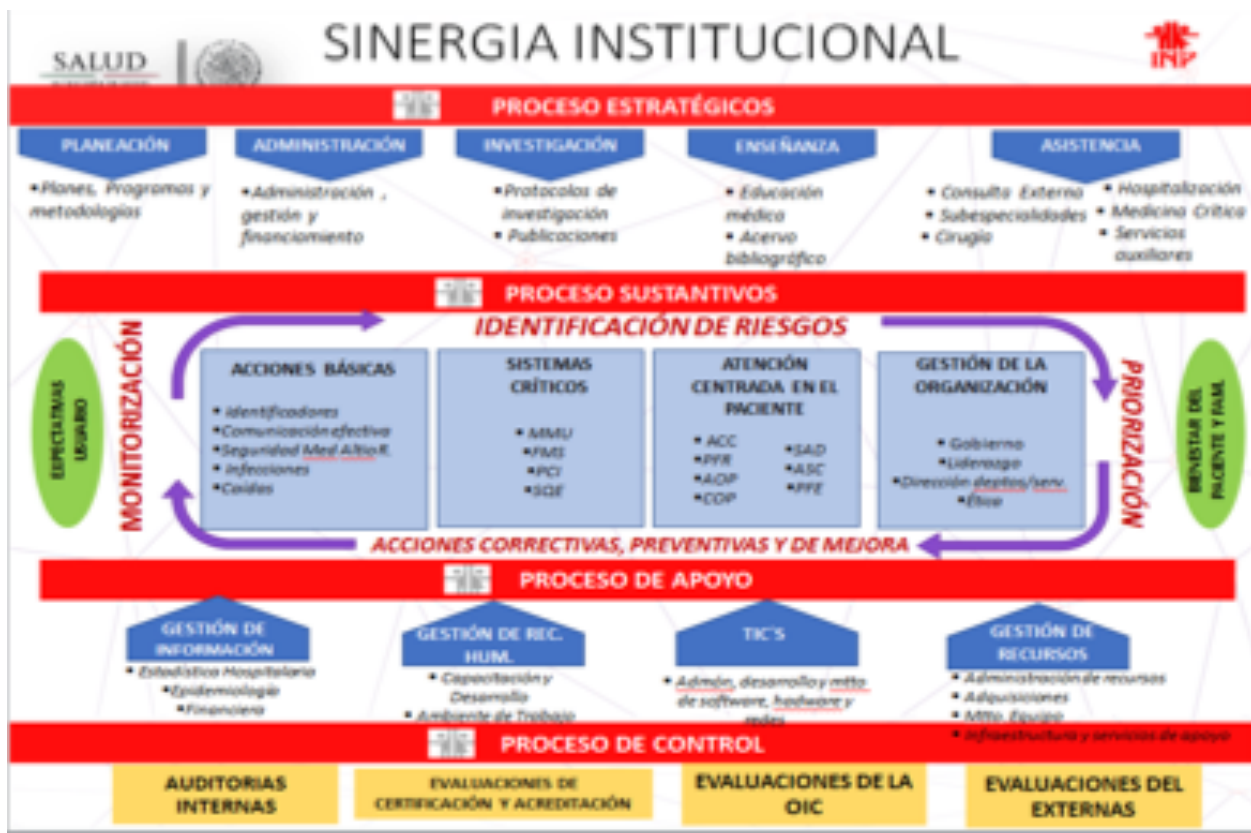 SINERGIA INSTITUCIONAL
SALUD
INP
PROCESO ESTRATÉGICOS
PLANEACIÓN
▪Planes, Programas y
metodologías
ADMINISTRACIÓN
▪Administración ,
gestión y
financiamiento
INVESTIGACIÓN
▪Protocolos de
investigación
▪Publicaciones
ENSEÑANZA
▪Educación
médica
▪Acervo
bibliográfico
ASISTENCIA
▪Consulta Externa
▪Subespecialidades
▪Cirugía
▪Hospitalización
▪Medicina Crítica
▪Servicios
auxiliares
PROCESO SUSTANTIVOS
IDENTIFICACIÓN DE RIESGOS
EXPECTATIVAS
USUARIO
MONITORIZACIÓN
ACCIONES BÁSICAS
▪Identificadores
▪Comunicación efectiva
▪Seguridad Med AltioR.
▪Infecciones
▪Caídas
SISTEMAS
CRÍTICOS
▪MMU
▪FMS
▪PCI
▪SQE
ATENCIÓN
CENTRADA EN EL
PACIENTE
▪ACC
▪PFR
▪AOP
▪COP
▪SAD
▪ASC
▪PFE
GESTIÓN DE LA
ORGANIZACIÓN
▪Gobierno
▪Liderazgo
▪Dirección deptos/serv.
▪Ética
PRIORIZACIÓN
BIENESTAR DEL
PACIENTE Y FAM.
ACCIONES CORRECTIVAS, PREVENTIVAS Y DE MEJORA
PROCESO DE APOYO
GESTIÓN DE
INFORMACIÓN
▪Estadística Hospitalaria
▪Epidemiología
▪Financiera
GESTIÓN DE REC.
HUM.
▪Capacitación y
Desarrollo
▪Ambiente de Trabajo
TIC´S
▪Admón, desarrollo y mtto
de software, hadware y
redes
GESTIÓN DE
RECURSOS
▪Administración de recursos
▪Adquisiciones
▪Mtto. Equipo
▪Infraestructura y servicios de apoyo
PROCESO DE CONTROL
AUDITORIAS
INTERNAS
EVALUACIONES DE
CERTIFICACIÓN Y ACREDITACIÓN
EVALUACIONES DE LA
OIC
EVALUACIONES DEL
EXTERNAS